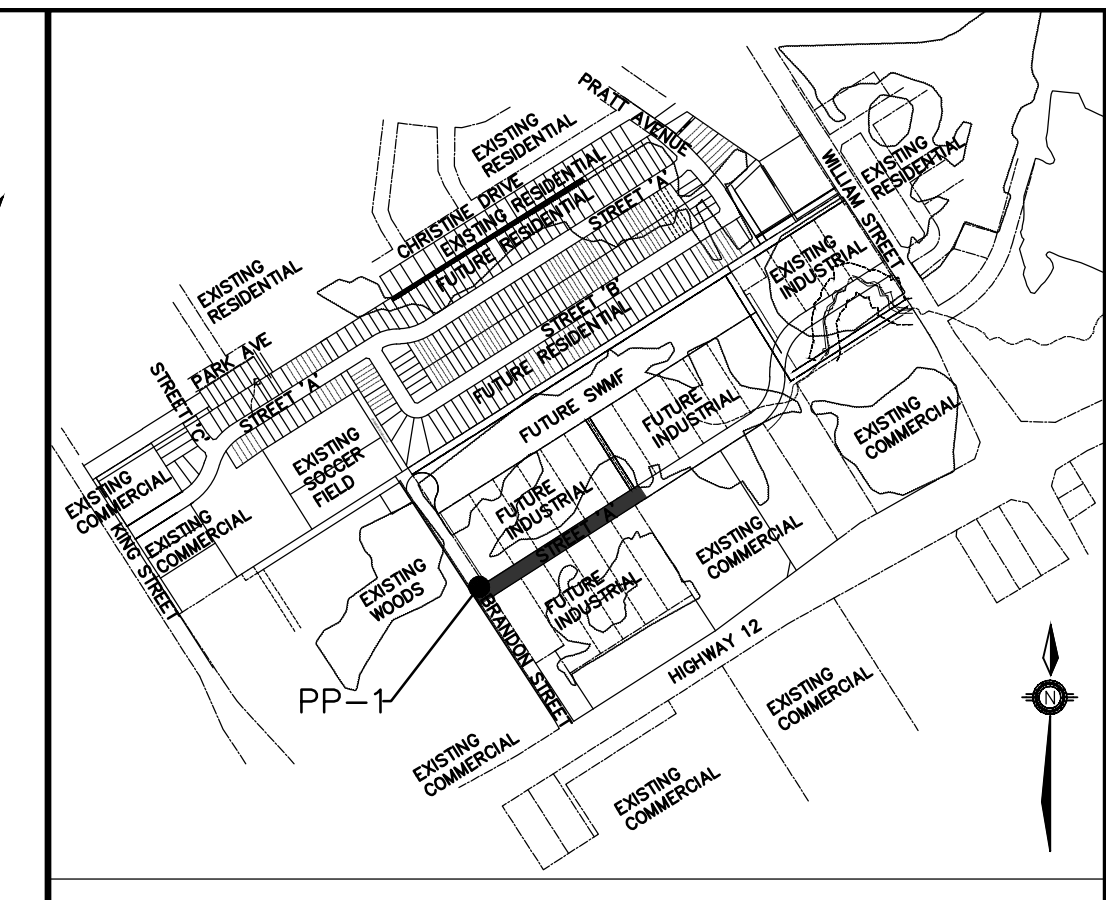 PRATT AVENUE
EXISTING
RESIDENTIAL
CHRISTINE DRIVE
EXISTING RESIDENTIAL
FUTURE RESIDENTIAL
STREET 'A'
WILLIAM STREET
EXISTING
RESIDENTIAL
EXISTING
RESIDENTIAL
EXISTING
INDUSTRIAL
STREET 'B'
FUTURE RESIDENTIAL
PARK AVE
STREET 'C'
STREET 'A'
FUTURE SWMF
FUTURE
INDUSTRIAL
EXISTING
COMMERCIAL
EXISTING
SOCCER
FIELD
EXISTING
COMMERCIAL
KING STREET
EXISTING
COMMERCIAL
FUTURE
INDUSTRIAL
STREET 'A'
EXISTING
COMMERCIAL
EXISTING
WOODS
FUTURE
INDUSTRIAL
BRANDON STREET
HIGHWAY 12
PP-1
N
EXISTING
COMMERCIAL
EXISTING
COMMERCIAL
EXISTING
COMMERCIAL